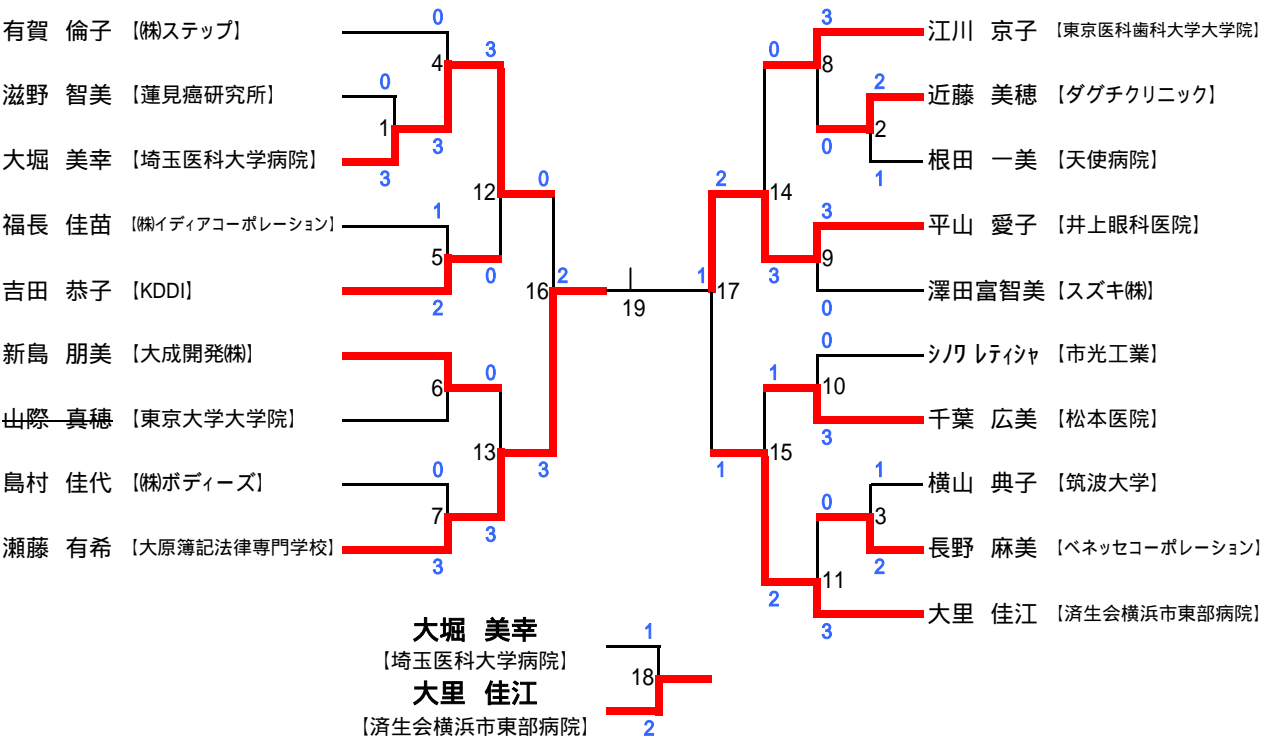 有賀 倫子 【㈱ステップ】
滋野 智美 【蓮見癌研究所】
大堀 美幸 【埼玉医科大学病院】
福長 佳苗 【㈱イディアコーポレーション】
吉田 恭子 【KDDI】
新島 朋美 【大成開発㈱】
山際 真穂 【東京大学大学院】
島村 佳代 【㈱ボディーズ】
瀬藤 有希 【大原簿記法律専門学校】
0
4
3
0
1
3
3
12
0
1
5
0
2
16
2
0
6
13
3
0
7
3
3
19
3
江川 京子 【東京医科歯科大学大学院】
0
8
2
近藤 美穂 【ダグチクリニック】
2
0
根田 一美 【天使病院】
1
2
14
3
平山 愛子 【井上眼科医院】
9
3
1
17
澤田富智美 【スズキ㈱】
0
0
シノワ レティシャ 【市光工業】
1
10
千葉 広美 【松本医院】
3
15
1
1
横山 典子 【筑波大学】
0
3
長野 麻美 【ベネッセコーポレーション】
2
11
2
大里 佳江 【済生会横浜市東部病院】
3
大堀 美幸
1
【埼玉医科大学病院】
18
大里 佳江
【済生会横浜市東部病院】
2